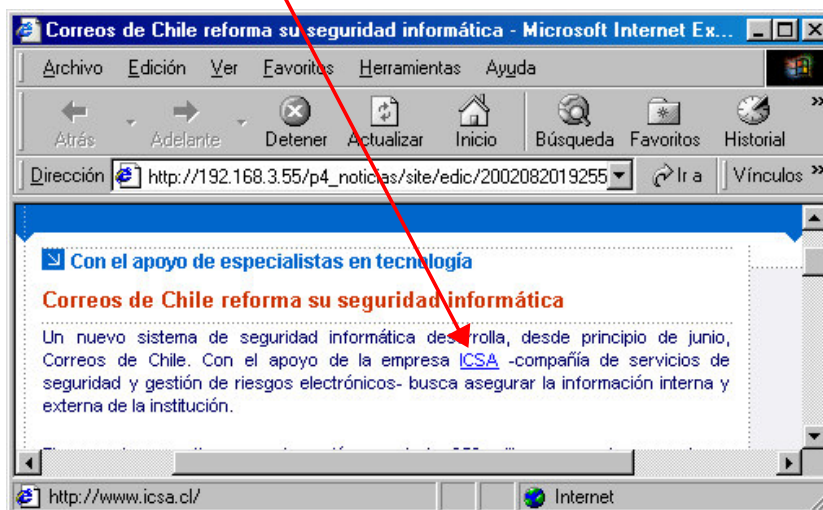 Correos de Chile reforma su seguridad informática - Microsoft Internet Ex...
Archivo Edición Ver Favoritos Herramientas Ayuda
Atrás Adelante Detener Actualizar Inicio Búsqueda Favoritos Historial »
Dirección http://192.168.3.55/p4_noticias/site/edic/2002082019255 Ir a Vínculos »
Con el apoyo de especialistas en tecnología
Correos de Chile reforma su seguridad informática
Un nuevo sistema de seguridad informática desarrolla, desde principio de junio,
Correos de Chile. Con el apoyo de la empresa ICSA -compañía de servicios de
seguridad y gestión de riesgos electrónicos- busca asegurar la información interna y
externa de la institución.
http://www.icsa.cl/ Internet